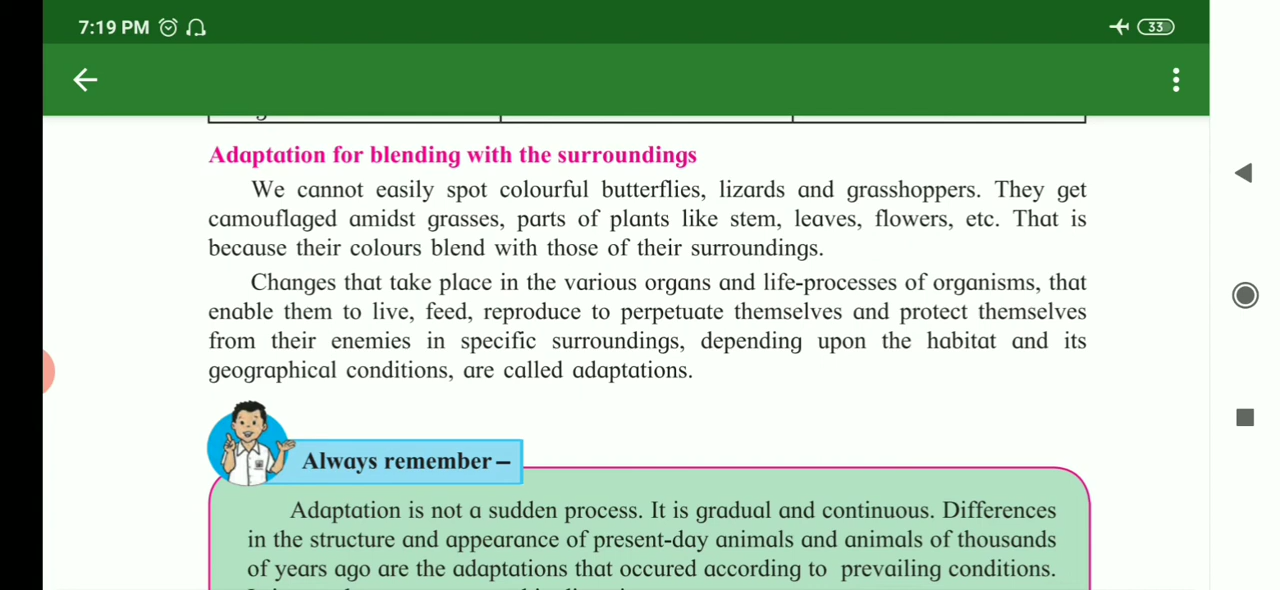 7:19 PM
33
Adaptation for blending with the surroundings
We cannot easily spot colourful butterflies, lizards and grasshoppers. They get
camouflaged amidst grasses, parts of plants like stem, leaves, flowers, etc. That is
because their colours blend with those of their surroundings.
Changes that take place in the various organs and life-processes of organisms, that
enable them to live, feed, reproduce to perpetuate themselves and protect themselves
from their enemies in specific surroundings, depending upon the habitat and its
geographical conditions, are called adaptations.
Always remember –
Adaptation is not a sudden process. It is gradual and continuous. Differences
in the structure and appearance of present-day animals and animals of thousands
of years ago are the adaptations that occured according to prevailing conditions.